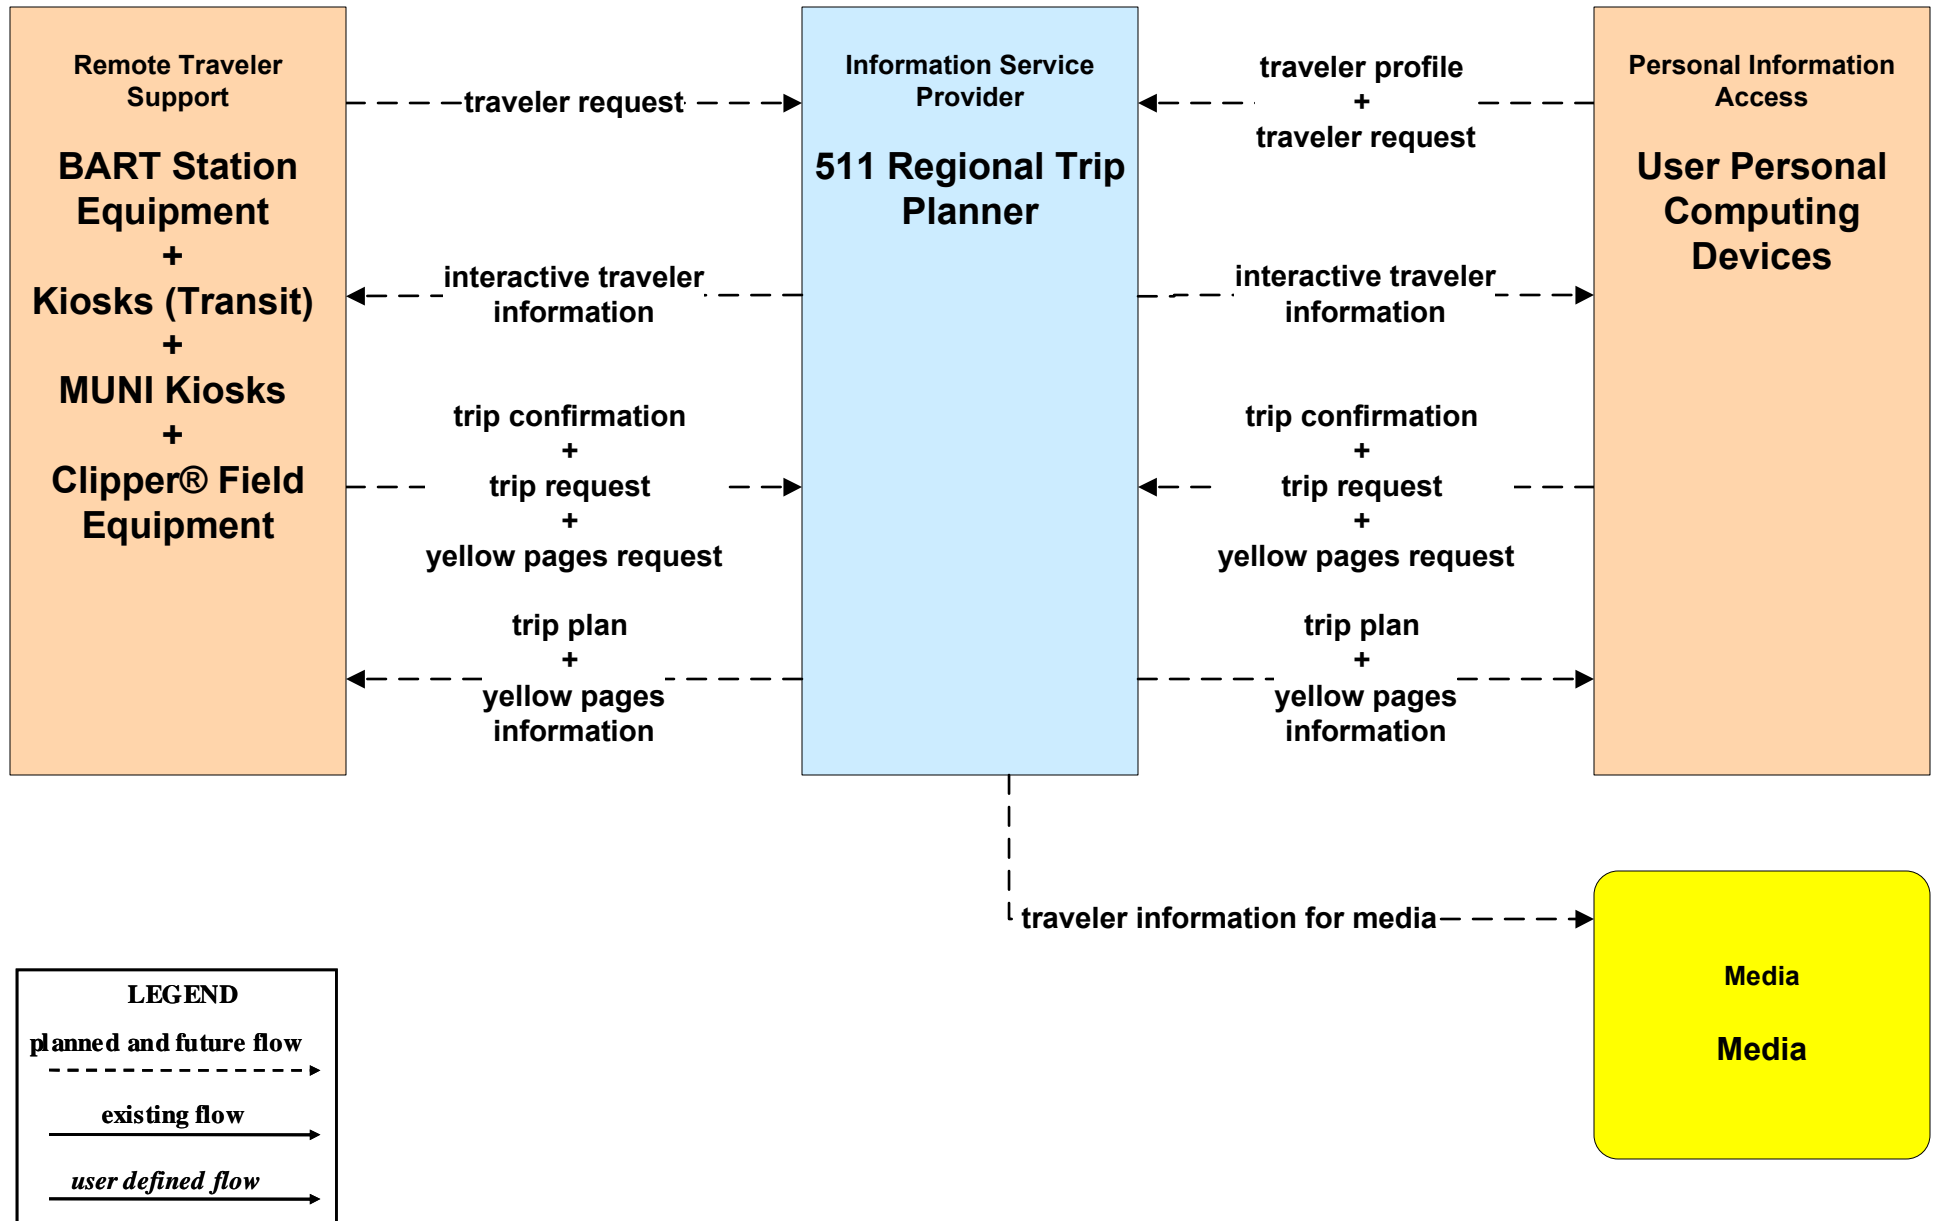 Remote Traveler
Support
BART Station
Equipment
+
Kiosks (Transit)
+
MUNI Kiosks
+
Clipper® Field
Equipment
traveler request
interactive traveler
information
trip confirmation
+
trip request
+
yellow pages request
trip plan
+
yellow pages
information
Information Service
Provider
511 Regional Trip
Planner
traveler profile
+
traveler request
interactive traveler
information
trip confirmation
+
trip request
+
yellow pages request
trip plan
+
yellow pages
information
Personal Information
Access
User Personal
Computing
Devices
traveler information for media
Media
Media
LEGEND
planned and future flow
existing flow
user defined flow